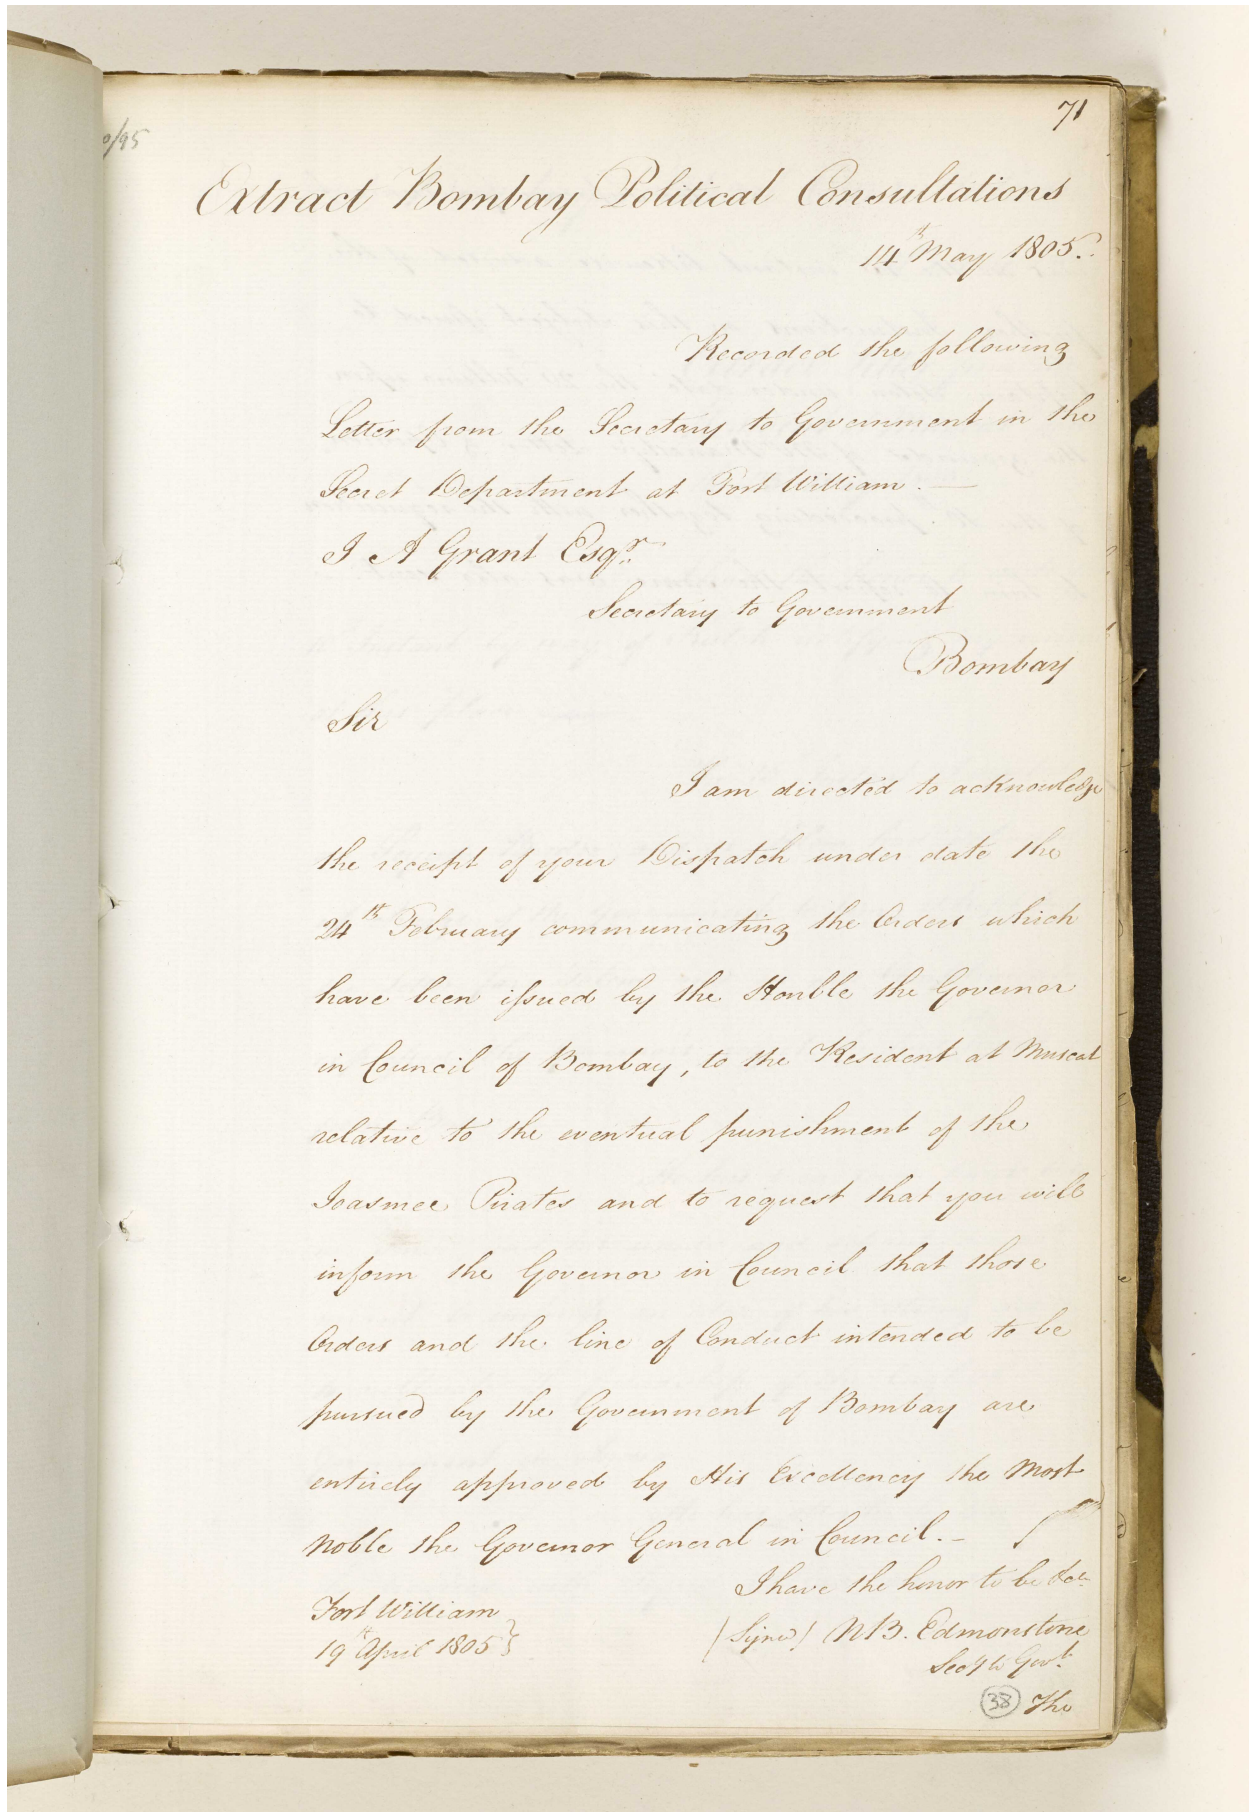 71
0/95
Extract Bombay Political Consultations
14th May 1805.
Recorded the following
Letter from the Secretary to Government in the
Secret Department at Fort William. —
J A Grant Esqr.
Secretary to Government
Bombay
Sir
I am directed to acknowledge
the receipt of your Dispatch under date the
24th February communicating the Orders which
have been issued by the Honble the Governor
in Council of Bombay, to the Resident at Muscat
relative to the eventual punishment of the
Joasmee Pirates and to request that you will
inform the Governor in Council that those
Orders and the line of Conduct intended to be
pursued by the Government of Bombay are
entirely approved by His Excellency the Most
Noble the Governor General in Council. –
I have the honor to be &ca
Fort William
19th April 1805 }
(Signed) N B. Edmonstone
Secy to Govt.
38 The